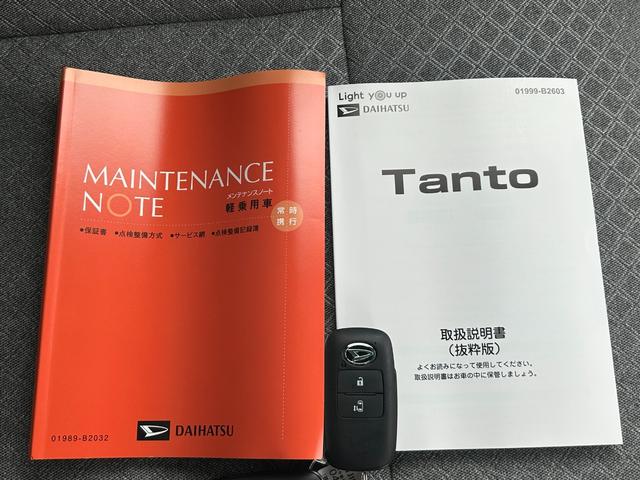 MAINTENANCE
NOTE
メンテナンスノート
軽乗用車
常時
携行
•保証書 •点検整備方式 •サービス網 •点検整備記録簿
01989-B2032
DAIHATSU
Light you up
01999-B2603
DAIHATSU
Tanto
取扱説明書
(抜粋版)
よくお読みになって使用してください。
取扱説明書はお車の中に保管しましょう。